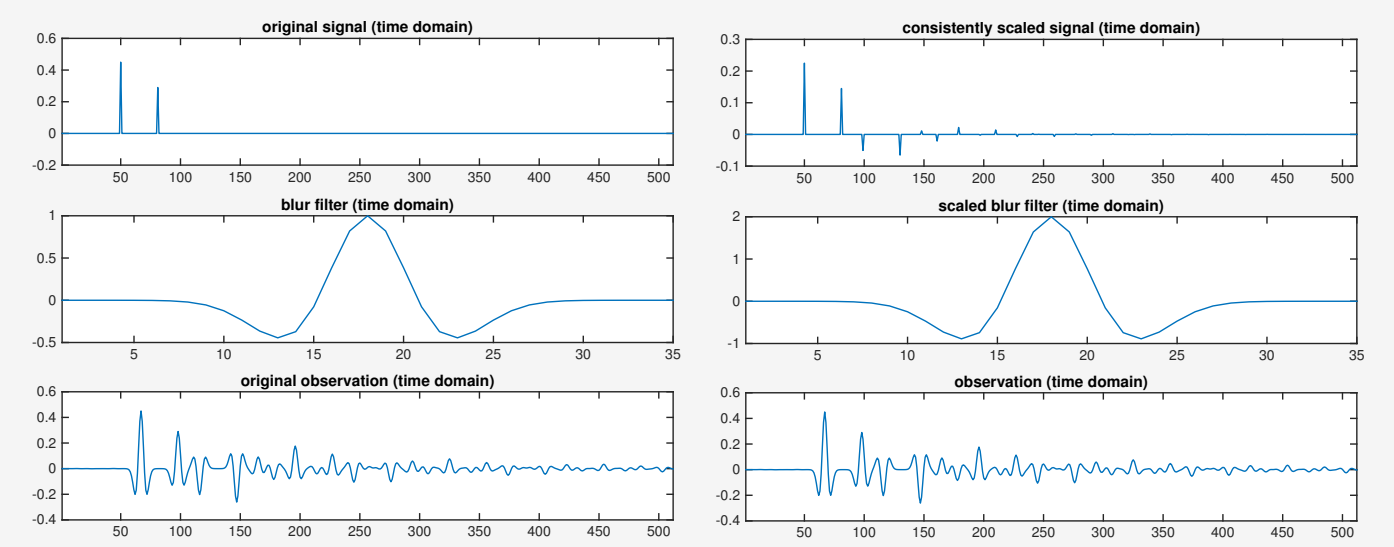 original signal (time domain)
0.6
0.4
0.2
0
-0.2
50 100 150 200 250 300 350 400 450 500
blur filter (time domain)
1
0.5
0
-0.5
5 10 15 20 25 30 35
original observation (time domain)
0.6
0.4
0.2
0
-0.2
-0.4
50 100 150 200 250 300 350 400 450 500
consistently scaled signal (time domain)
0.3
0.2
0.1
0
-0.1
50 100 150 200 250 300 350 400 450 500
scaled blur filter (time domain)
2
1
0
-1
5 10 15 20 25 30 35
observation (time domain)
0.6
0.4
0.2
0
-0.2
-0.4
50 100 150 200 250 300 350 400 450 500